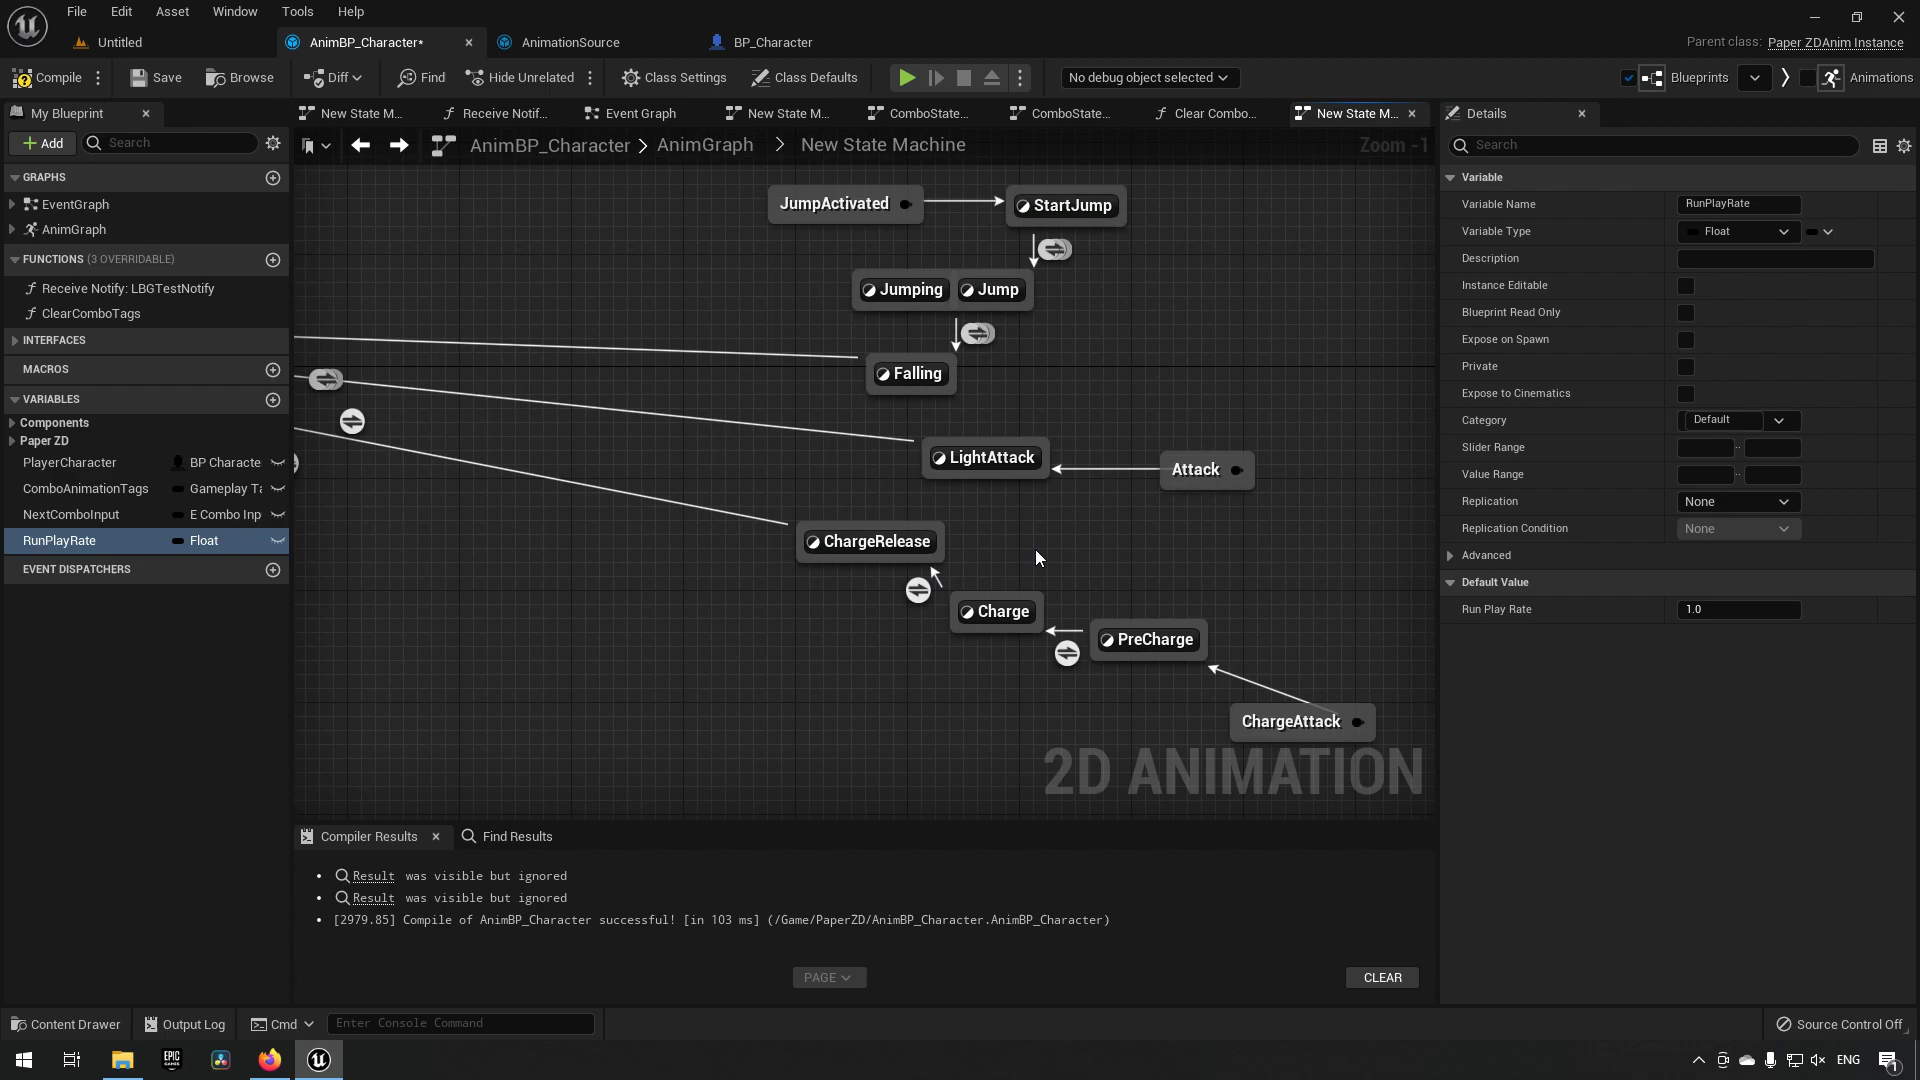 File Edit Asset Window Tools Help
Untitled AnimBP_Character* AnimationSource BP_Character
Parent class: Paper ZDAnim Instance
Compile Save Browse Diff Find Hide Unrelated Class Settings Class Defaults No debug object selected Blueprints Animations
My Blueprint
Add Search
GRAPHS
EventGraph
AnimGraph
FUNCTIONS (3 OVERRIDABLE)
Receive Notify: LBGTestNotify
ClearComboTags
INTERFACES
MACROS
VARIABLES
Components
Paper ZD
PlayerCharacter BP Characte
ComboAnimationTags Gameplay Ta
NextComboInput E Combo Inp
RunPlayRate Float
EVENT DISPATCHERS
New State M... Receive Notif... Event Graph New State M... ComboState... ComboState... Clear Combo... New State M...
AnimBP_Character AnimGraph New State Machine Zoom -1
JumpActivated StartJump
Jumping Jump
Falling
LightAttack Attack
ChargeRelease
Charge
PreCharge
ChargeAttack
2D ANIMATION
Compiler Results Find Results
Result was visible but ignored
Result was visible but ignored
[2979.85] Compile of AnimBP_Character successful! [in 103 ms] (/Game/PaperZD/AnimBP_Character.AnimBP_Character)
PAGE CLEAR
Details
Search
Variable
Variable Name RunPlayRate
Variable Type Float
Description
Instance Editable
Blueprint Read Only
Expose on Spawn
Private
Expose to Cinematics
Category Default
Slider Range
Value Range
Replication None
Replication Condition None
Advanced
Default Value
Run Play Rate 1.0
Content Drawer Output Log Cmd Enter Console Command Source Control Off
EPIC GAMES ENG 1